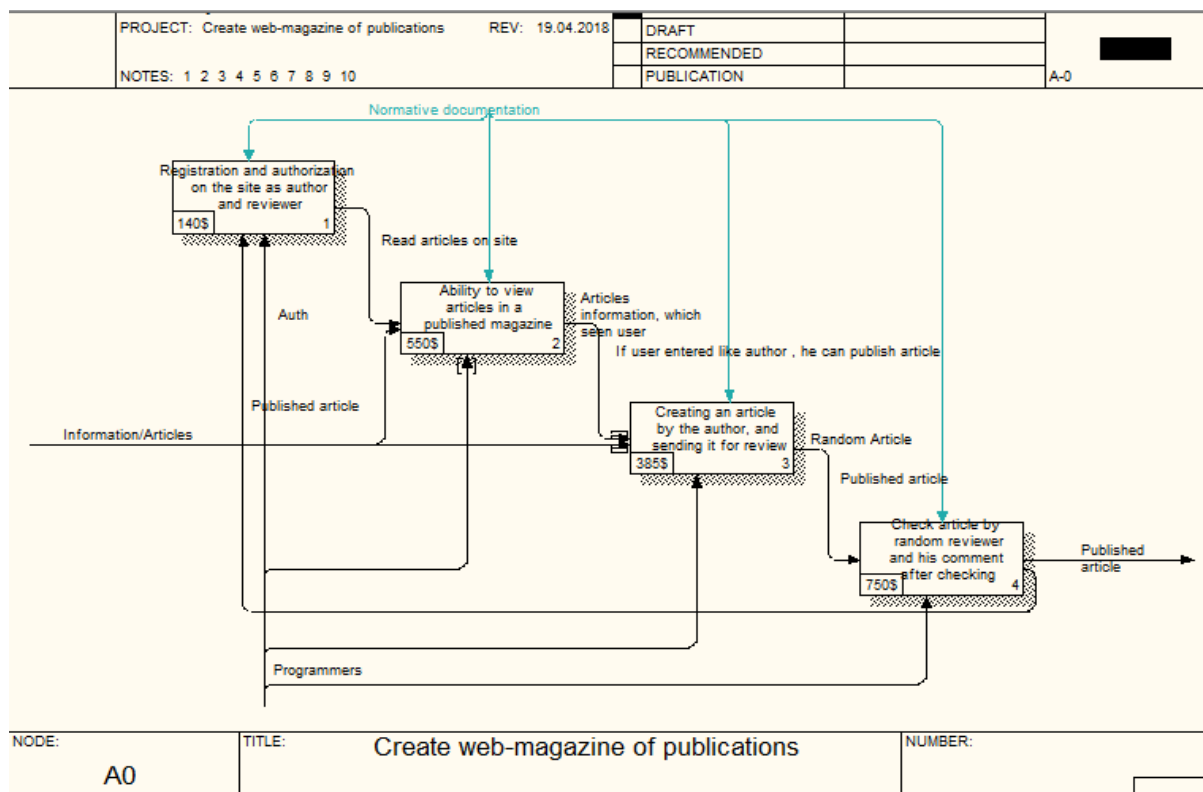 PROJECT: Create web-magazine of publications
REV: 19.04.2018
DRAFT
RECOMMENDED
NOTES: 1 2 3 4 5 6 7 8 9 10
PUBLICATION
A-0
Normative documentation
Registration and authorization
on the site as author
and reviewer
140$
1
Read articles on site
Ability to view
articles in a
published magazine
550$
2
Articles
information, which
seen user
Auth
If user entered like author , he can publish article
Published article
Information/Articles
Creating an article
by the author, and
sending it for review
385$
3
Random Article
Published article
Check article by
random reviewer
and his comment
after checking
750$
4
Published
article
Programmers
NODE:
A0
TITLE:
Create web-magazine of publications
NUMBER: